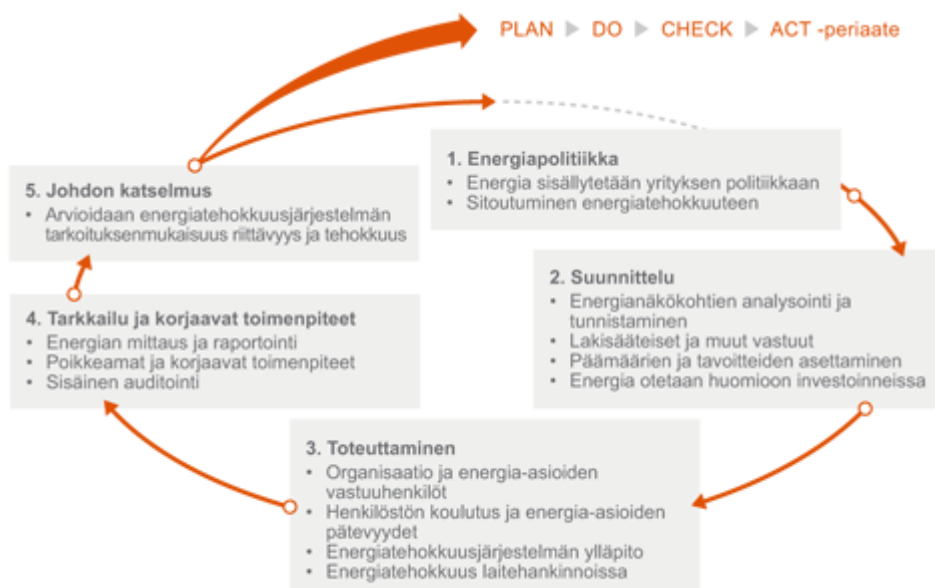 PLAN ▶ DO ▶ CHECK ▶ ACT -periaate
1. Energiapolitiikka
• Energia sisällytetään yrityksen politiikkaan
• Sitoutuminen energiatehokkuuteen
2. Suunnittelu
• Energianäkökohtien analysointi ja
tunnistaminen
• Lakisääteiset ja muut vastuut
• Päämäärien ja tavoitteiden asettaminen
• Energia otetaan huomioon investoinneissa
3. Toteuttaminen
• Organisaatio ja energia-asioiden
vastuuhenkilöt
• Henkilöstön koulutus ja energia-asioiden
pätevyydet
• Energiatehokkuusjärjestelmän ylläpito
• Energiatehokkuus laitehankinnoissa
4. Tarkkailu ja korjaavat toimenpiteet
• Energian mittaus ja raportointi
• Poikkeamat ja korjaavat toimenpiteet
• Sisäinen auditointi
5. Johdon katselmus
• Arvioidaan energiatehokkuusjärjestelmän
tarkoituksenmukaisuus riittävyys ja tehokkuus